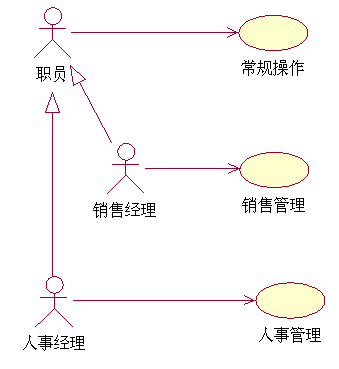 职员
常规操作
销售经理
销售管理
人事经理
人事管理